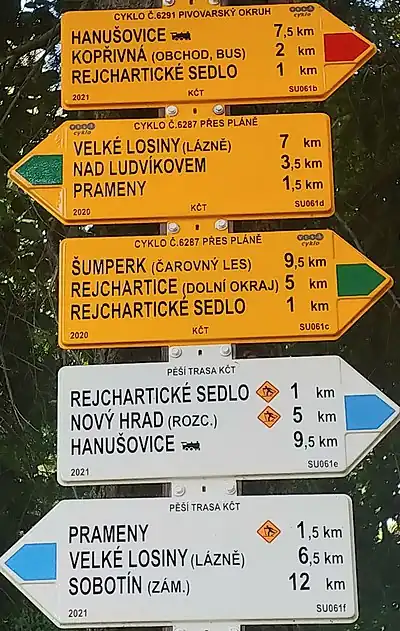 CYKLO Č.6291 PIVOVARSKÝ OKRUH cyklo
HANUŠOVICE 7,5 km
KOPŘIVNÁ (OBCHOD, BUS) 2 km
REJCHARTICKÉ SEDLO 1 km
2021 KČT SU061b
cyklo CYKLO Č.6287 PŘES PLÁNĚ
VELKÉ LOSINY (LÁZNĚ) 7 km
NAD LUDVÍKOVEM 3,5 km
PRAMENY 1,5 km
2020 KČT SU061d
CYKLO Č.6287 PŘES PLÁNĚ cyklo
ŠUMPERK (ČAROVNÝ LES) 9,5 km
REJCHARTICE (DOLNÍ OKRAJ) 5 km
REJCHARTICKÉ SEDLO 1 km
2020 KČT SU061c
PĚŠÍ TRASA KČT
REJCHARTICKÉ SEDLO 1 km
NOVÝ HRAD (ROZC.) 5 km
HANUŠOVICE 9,5 km
2021 SU061e
PĚŠÍ TRASA KČT
PRAMENY 1,5 km
VELKÉ LOSINY (LÁZNĚ) 6,5 km
SOBOTÍN (ZÁM.) 12 km
2021 SU061f